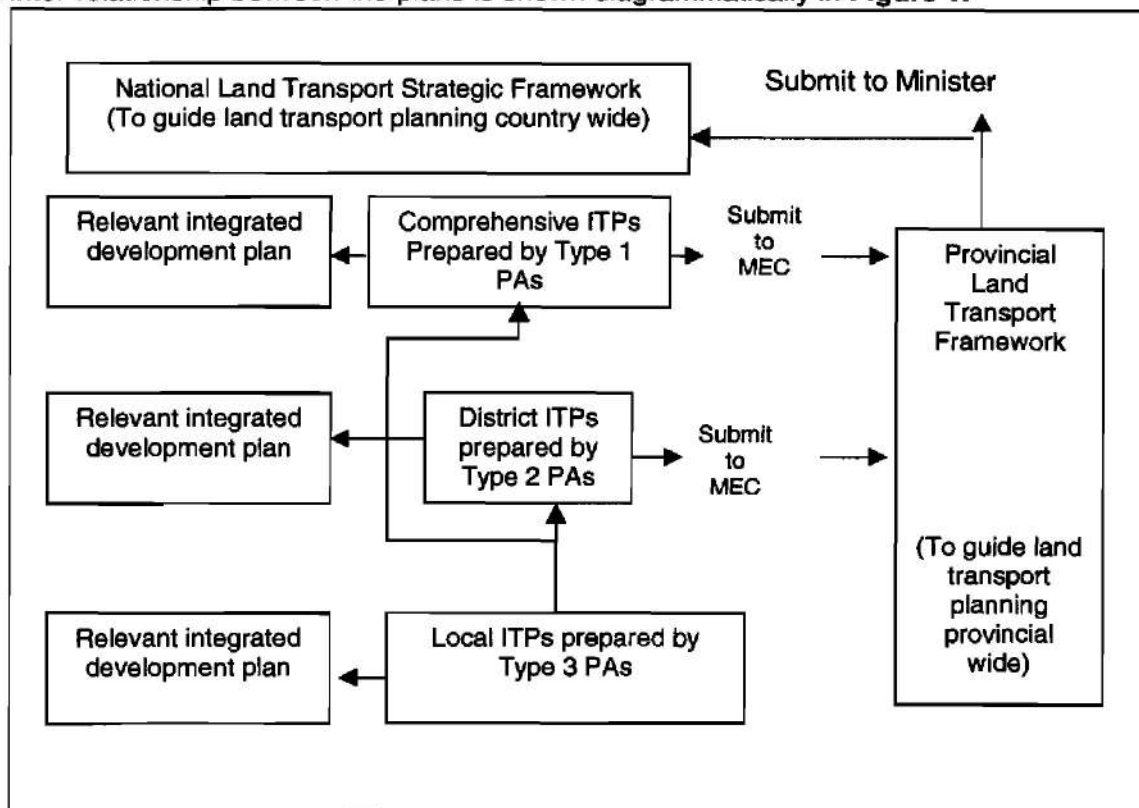 National Land Transport Strategic Framework
(To guide land transport planning country wide)
Submit to Minister
Relevant integrated
development plan
Comprehensive ITPs
Prepared by Type 1
PAs
Submit
to
MEC
Provincial
Land
Transport
Framework
Relevant integrated
development plan
District ITPs
prepared by
Type 2 PAs
Submit
to
MEC
(To guide land
transport
planning
provincial
wide)
Relevant integrated
development plan
Local ITPs prepared by
Type 3 PAs